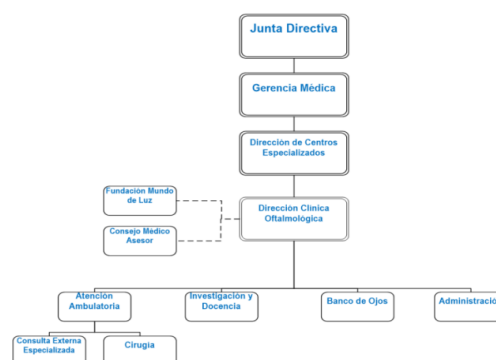 Junta Directiva
Gerencia Médica
Dirección de Centros
Especializados
Fundación Mundo
de Luz
Consejo Médico
Asesor
Dirección Clínica
Oftalmológica
Atención
Ambulatoria
Investigación y
Docencia
Banco de Ojos
Administració
Consulta Externa
Especializada
Cirugía